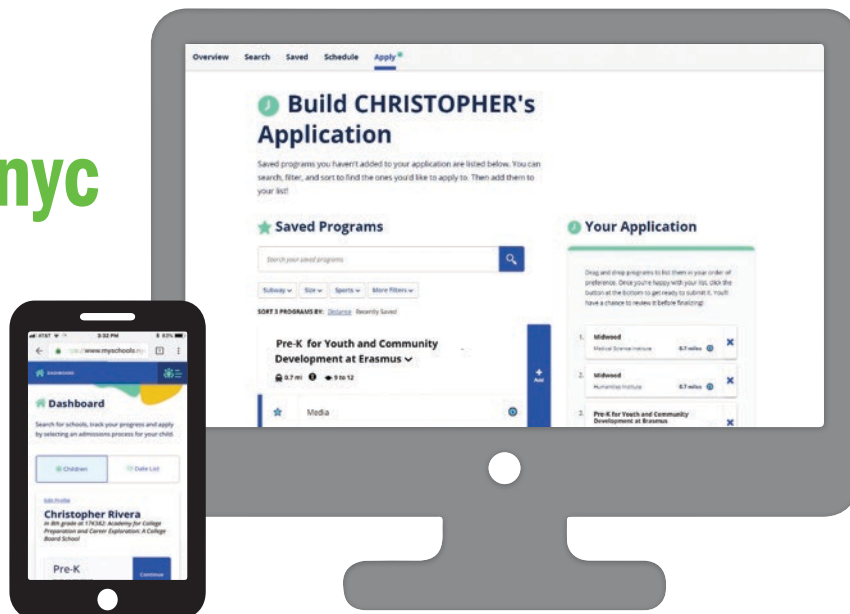 nyc
Overview Search Saved Schedule Apply
Build CHRISTOPHER's
Application
Saved programs you haven't added to your application are listed below. You can
search, filter, and sort to find the ones you'd like to apply to. Then add them to
your list!
Saved Programs
Search your saved programs
Subway Size Sports More Filters
SORT 3 PROGRAMS BY: Distance Recently Saved
Pre-K for Youth and Community
Development at Erasmus
0.7 mi 9 to 12
Add
Media
Your Application
Drag and drop programs to list them in your order of
preference. Once you're happy with your list, click the
button at the bottom to get ready to submit it. You'll
have a chance to review it before finalizing!
1. Midwood
Medical Science Institute 0.7 miles
2. Midwood
Humanities Institute 0.7 miles
3. Pre-K for Youth and Community
Development at Erasmus
AT&T 3:32 PM 83%
www.myschools.ny
DASHBOARD
Dashboard
Search for schools, track your progress and apply
by selecting an admissions process for your child.
Children Date List
Edit Profile
Christopher Rivera
in 8th grade at 17K382: Academy for College
Preparation and Career Exploration: A College
Board School
Pre-K
Continue